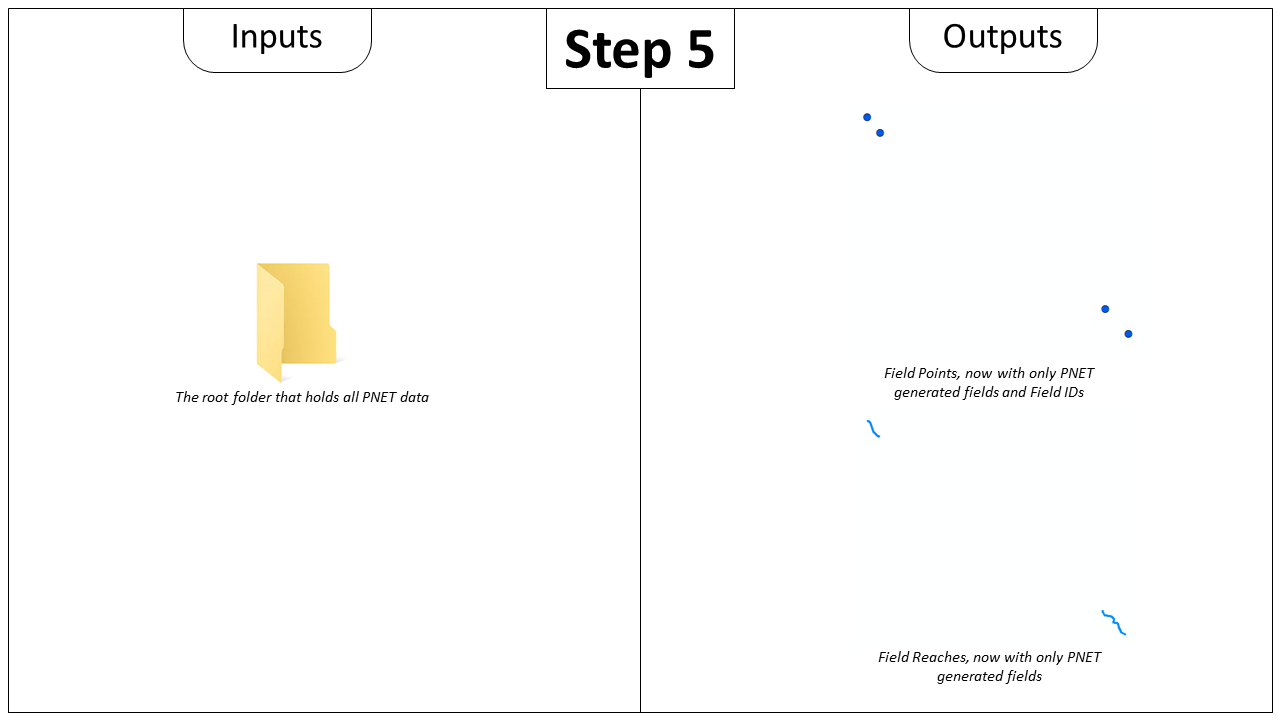 Inputs
Step 5
Outputs
The root folder that holds all PNET data
Field Points, now with only PNET
generated fields and Field IDs
Field Reaches, now with only PNET
generated fields